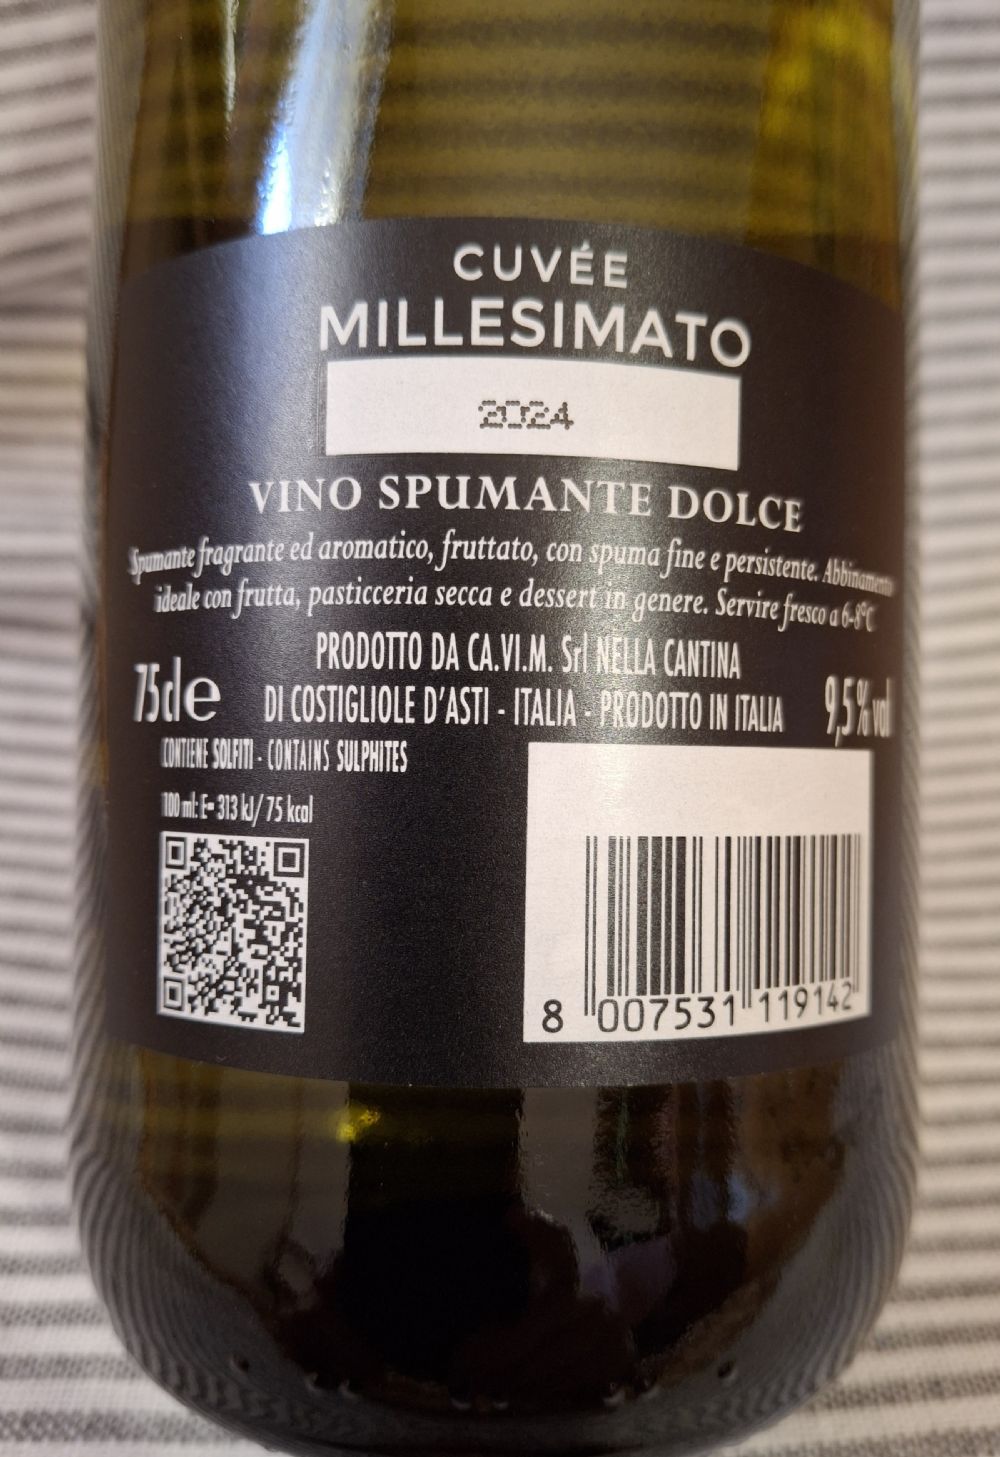 CUVÉE
MILLESIMATO
2024
VINO SPUMANTE DOLCE
Spumante fragrante ed aromatico, fruttato, con spuma fine e persistente. Abbinamento
ideale con frutta, pasticceria secca e dessert in genere. Servire fresco a 6-8°C
PRODOTTO DA CA.VI.M. Srl NELLA CANTINA
75cl e DI COSTIGLIOLE D'ASTI - ITALIA - PRODOTTO IN ITALIA 9,5% vol
CONTIENE SOLFITI - CONTAINS SULPHITES
100 ml: E= 313 kJ/ 75 kcal
8 007531 119142